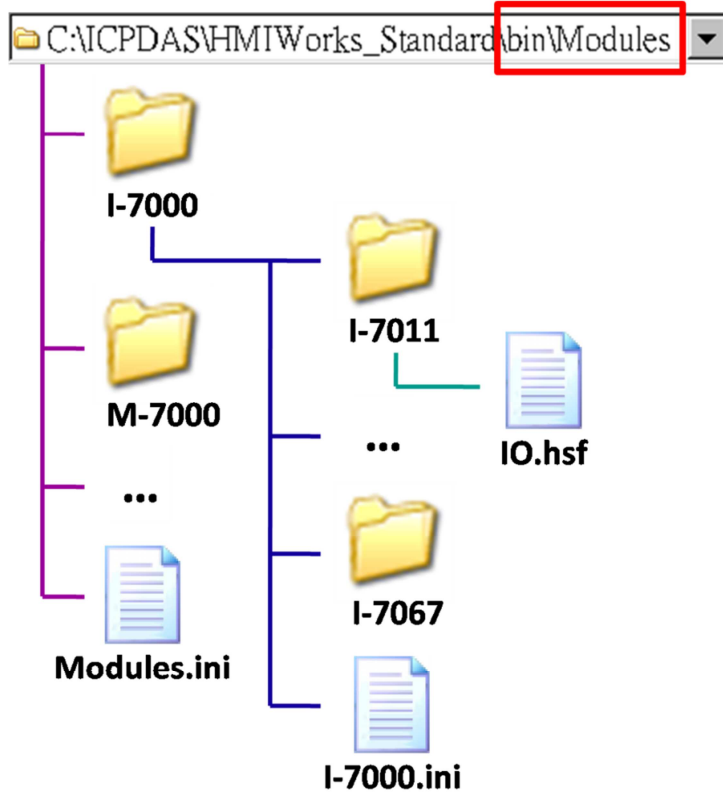 C:\ICPDAS\HMIWorks_Standard\bin\Modules
I-7000
I-7011
M-7000
...
IO.hsf
...
I-7067
Modules.ini
I-7000.ini